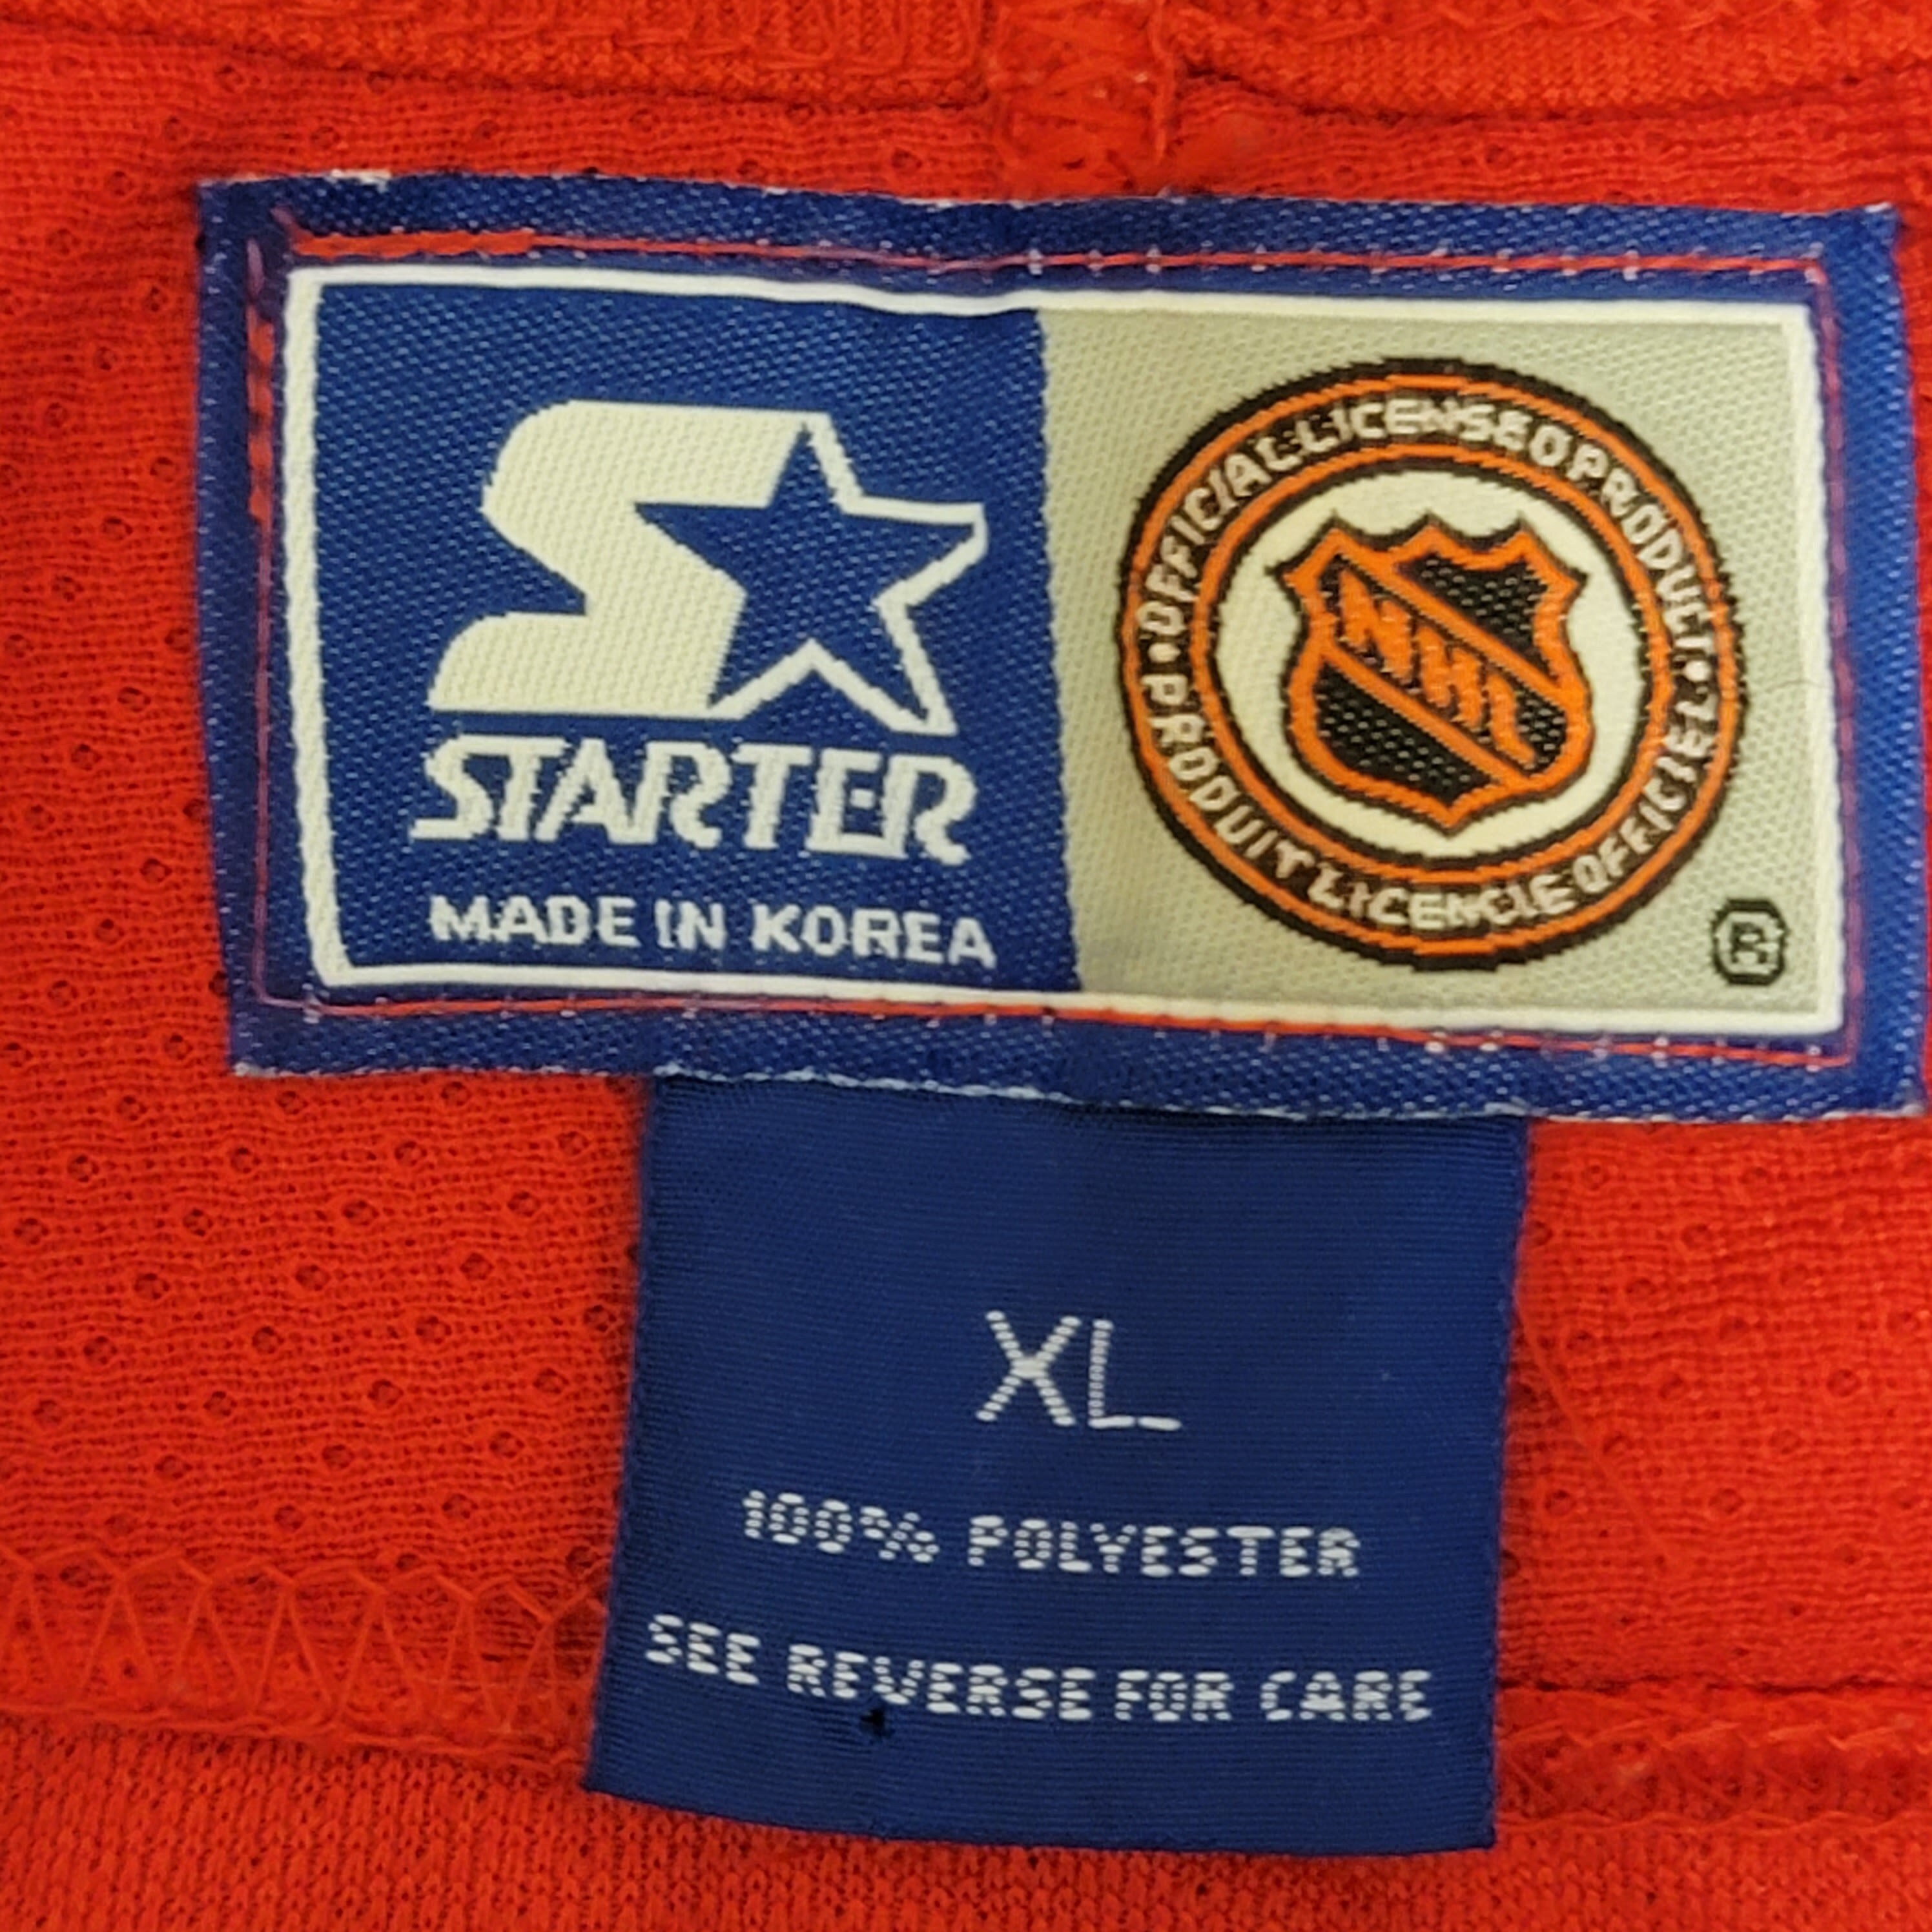 STARTER
MADE IN KOREA
OFFICIAL LICENSED PRODUCT
NHL
PRODUIT LICENCIE OFFICIEL
®
XL
100% POLYESTER
SEE REVERSE FOR CARE